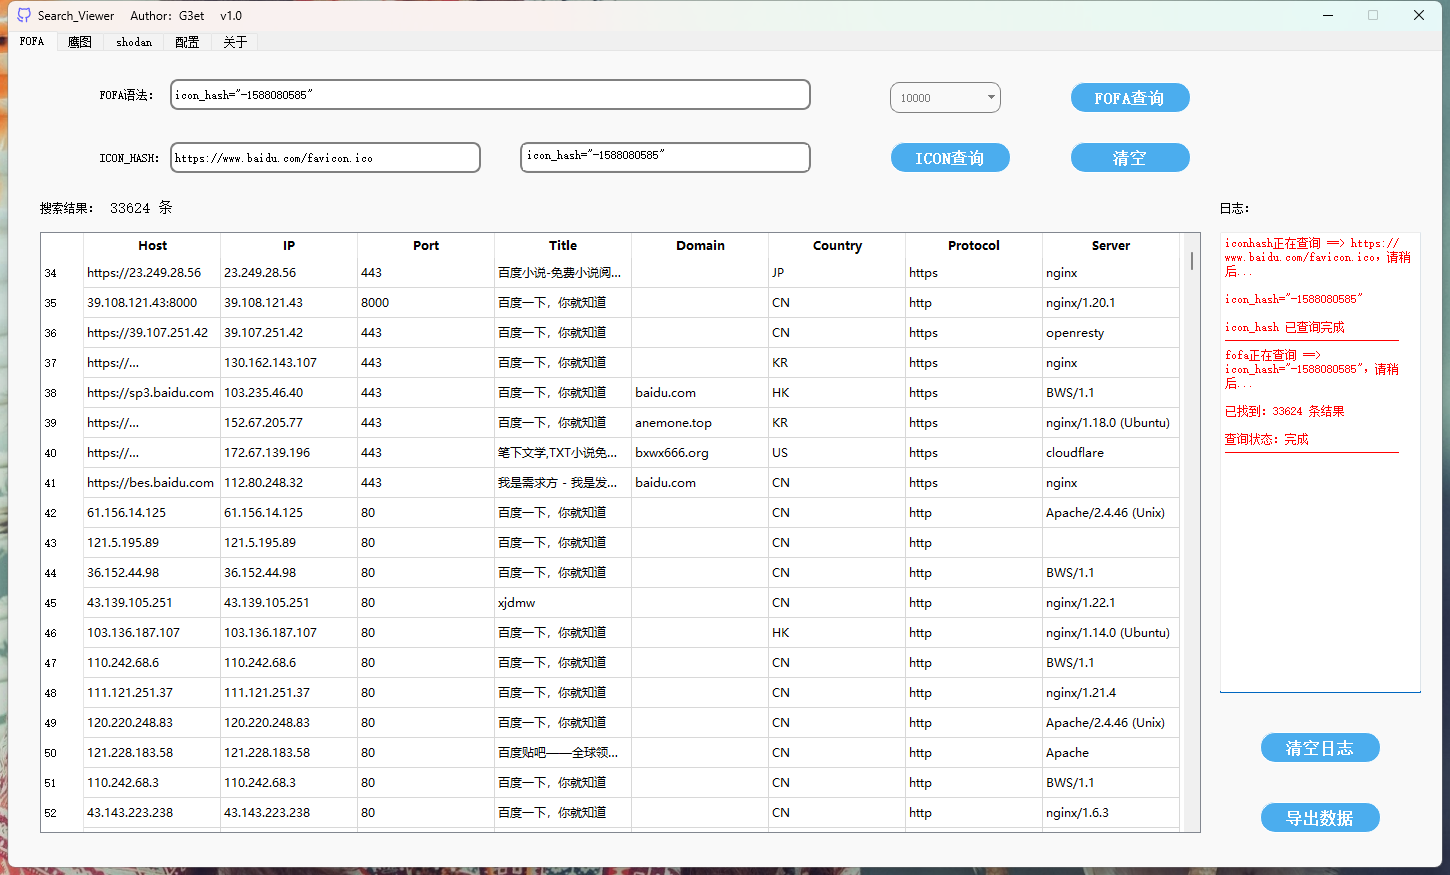 Search_Viewer Author: G3et v1.0
FOFA 鹰图 shodan 配置 关于
FOFA语法: icon_hash="-1588080585" 10000 FOFA查询
ICON_HASH: https://www.baidu.com/favicon.ico icon_hash="-1588080585" ICON查询 清空
搜索结果: 33624 条 日志:
Host IP Port Title Domain Country Protocol Server
34 https://23.249.28.56 23.249.28.56 443 百度小说-免费小说阅... JP https nginx
35 39.108.121.43:8000 39.108.121.43 8000 百度一下，你就知道 CN http nginx/1.20.1
36 https://39.107.251.42 39.107.251.42 443 百度一下，你就知道 CN https openresty
37 https://... 130.162.143.107 443 百度一下，你就知道 KR https nginx
38 https://sp3.baidu.com 103.235.46.40 443 百度一下，你就知道 baidu.com HK https BWS/1.1
39 https://... 152.67.205.77 443 百度一下，你就知道 anemone.top KR https nginx/1.18.0 (Ubuntu)
40 https://... 172.67.139.196 443 笔下文学,TXT小说免... bxwx666.org US https cloudflare
41 https://bes.baidu.com 112.80.248.32 443 我是需求方 - 我是发... baidu.com CN https nginx
42 61.156.14.125 61.156.14.125 80 百度一下，你就知道 CN http Apache/2.4.46 (Unix)
43 121.5.195.89 121.5.195.89 80 百度一下，你就知道 CN http
44 36.152.44.98 36.152.44.98 80 百度一下，你就知道 CN http BWS/1.1
45 43.139.105.251 43.139.105.251 80 xjdmw CN http nginx/1.22.1
46 103.136.187.107 103.136.187.107 80 百度一下，你就知道 HK http nginx/1.14.0 (Ubuntu)
47 110.242.68.6 110.242.68.6 80 百度一下，你就知道 CN http BWS/1.1
48 111.121.251.37 111.121.251.37 80 百度一下，你就知道 CN http nginx/1.21.4
49 120.220.248.83 120.220.248.83 80 百度一下，你就知道 CN http Apache/2.4.46 (Unix)
50 121.228.183.58 121.228.183.58 80 百度贴吧——全球领... CN http Apache
51 110.242.68.3 110.242.68.3 80 百度一下，你就知道 CN http BWS/1.1
52 43.143.223.238 43.143.223.238 80 百度一下，你就知道 CN http nginx/1.6.3
iconhash正在查询 ==> https://
www.baidu.com/favicon.ico，请稍
后...
icon_hash="-1588080585"
icon_hash 已查询完成
fofa正在查询 ==>
icon_hash="-1588080585"，请稍
后...
已找到：33624 条结果
查询状态：完成
清空日志
导出数据